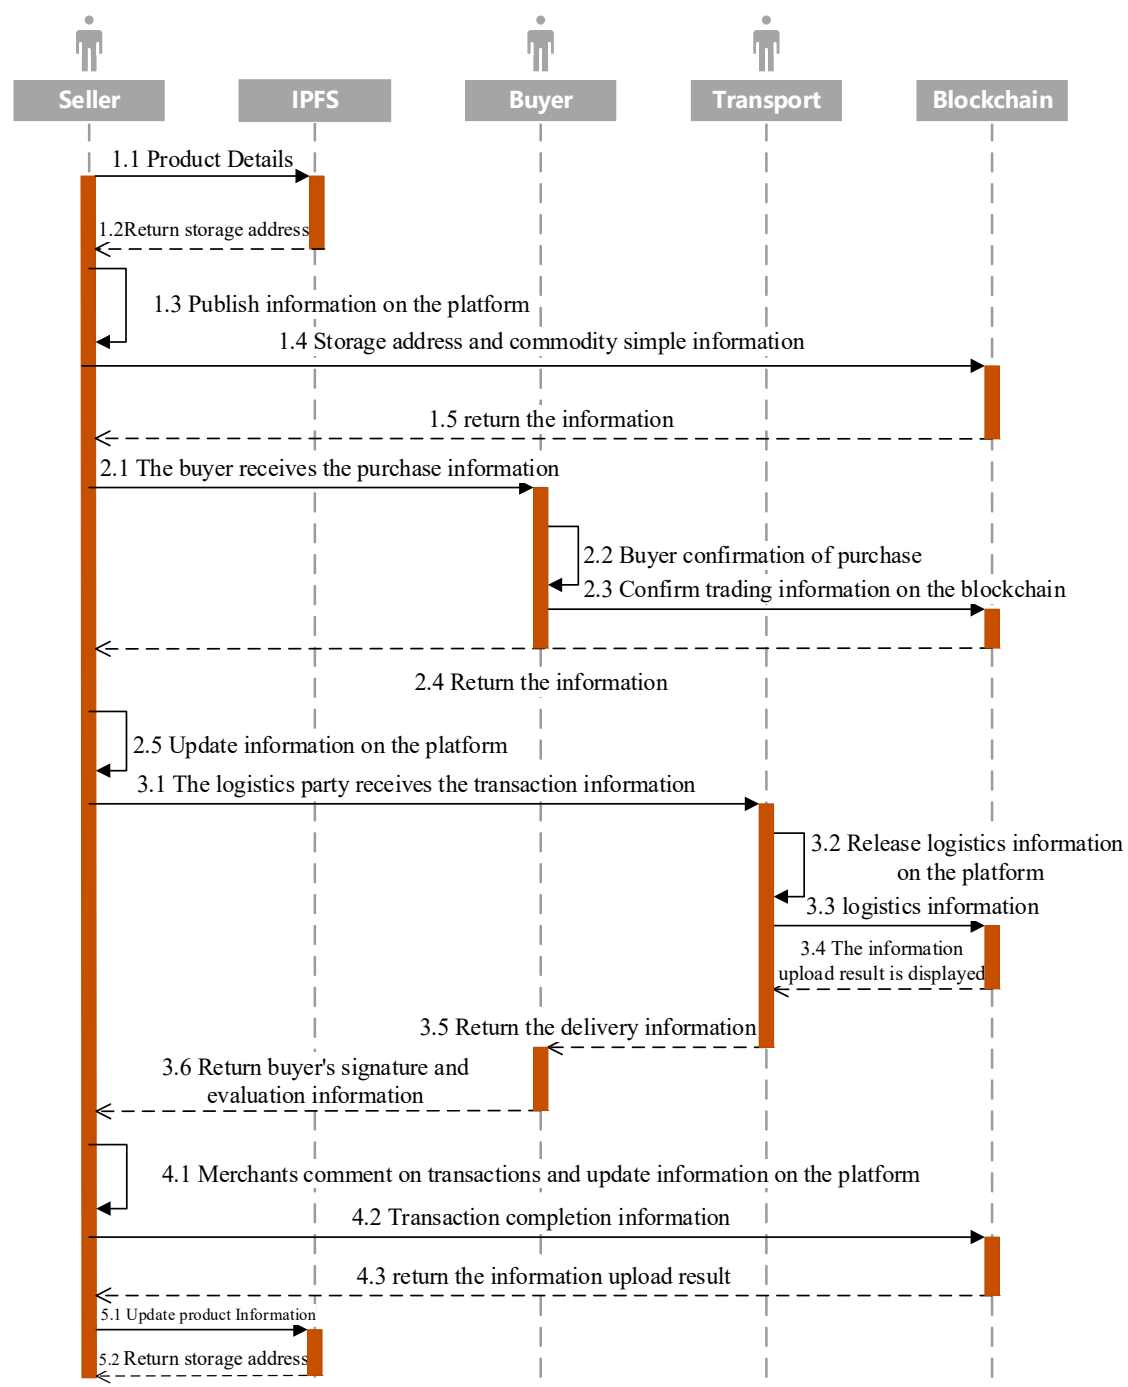 Seller
IPFS
Buyer
Transport
Blockchain
1.1 Product Details
1.2Return storage address
1.3 Publish information on the platform
1.4 Storage address and commodity simple information
1.5 return the information
2.1 The buyer receives the purchase information
2.2 Buyer confirmation of purchase
2.3 Confirm trading information on the blockchain
2.4 Return the information
2.5 Update information on the platform
3.1 The logistics party receives the transaction information
3.2 Release logistics information
on the platform
3.3 logistics information
3.4 The information
upload result is displayed
3.5 Return the delivery information
3.6 Return buyer's signature and
evaluation information
4.1 Merchants comment on transactions and update information on the platform
4.2 Transaction completion information
4.3 return the information upload result
5.1 Update product Information
5.2 Return storage address